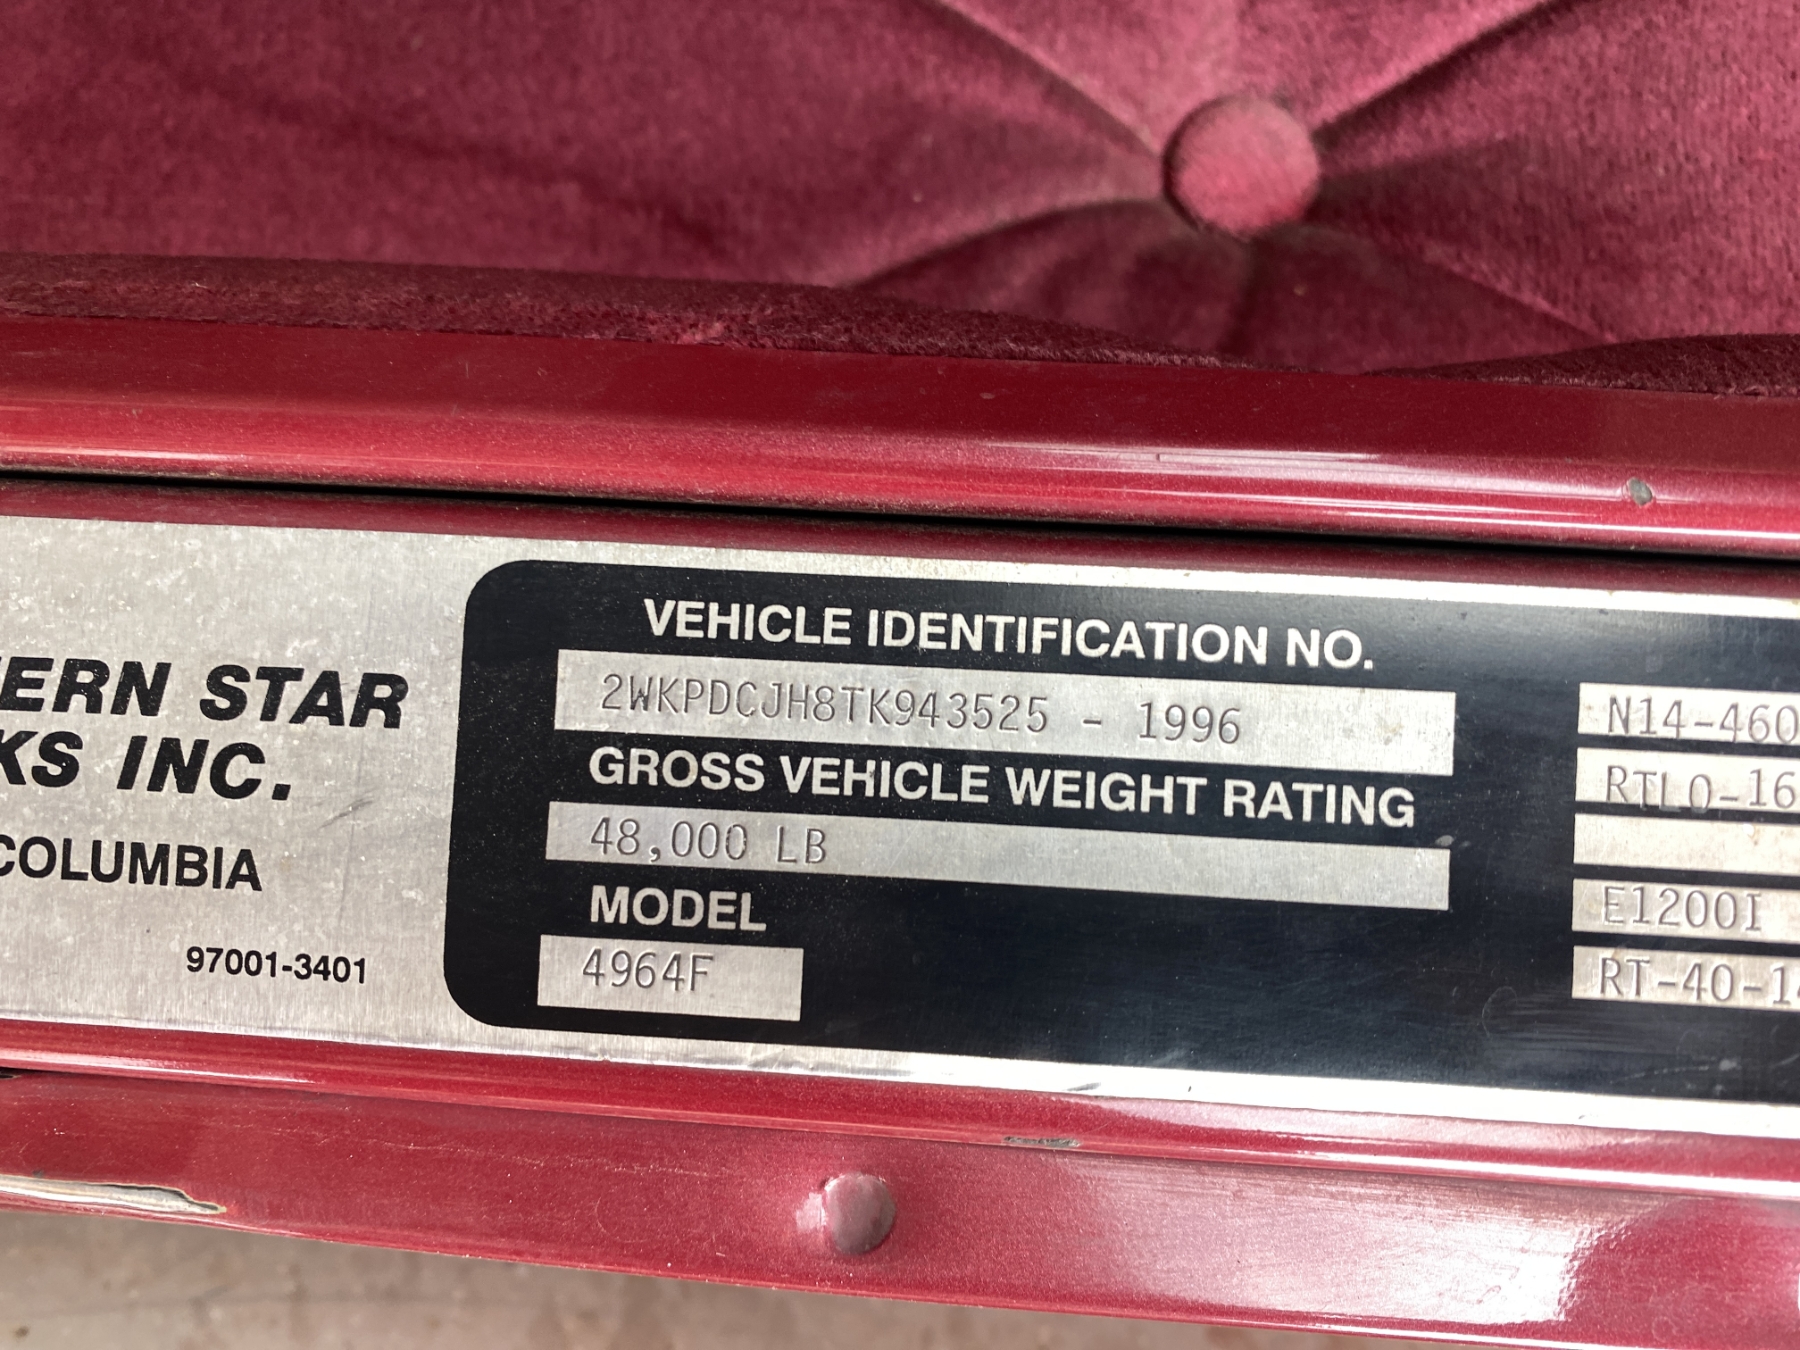 ERN STAR
KS INC.
COLUMBIA
97001-3401
VEHICLE IDENTIFICATION NO.
2WKPDCJH8TK943525 - 1996
GROSS VEHICLE WEIGHT RATING
48,000 LB
MODEL
4964F
N14-460
RTLO-16
E1200I
RT-40-14